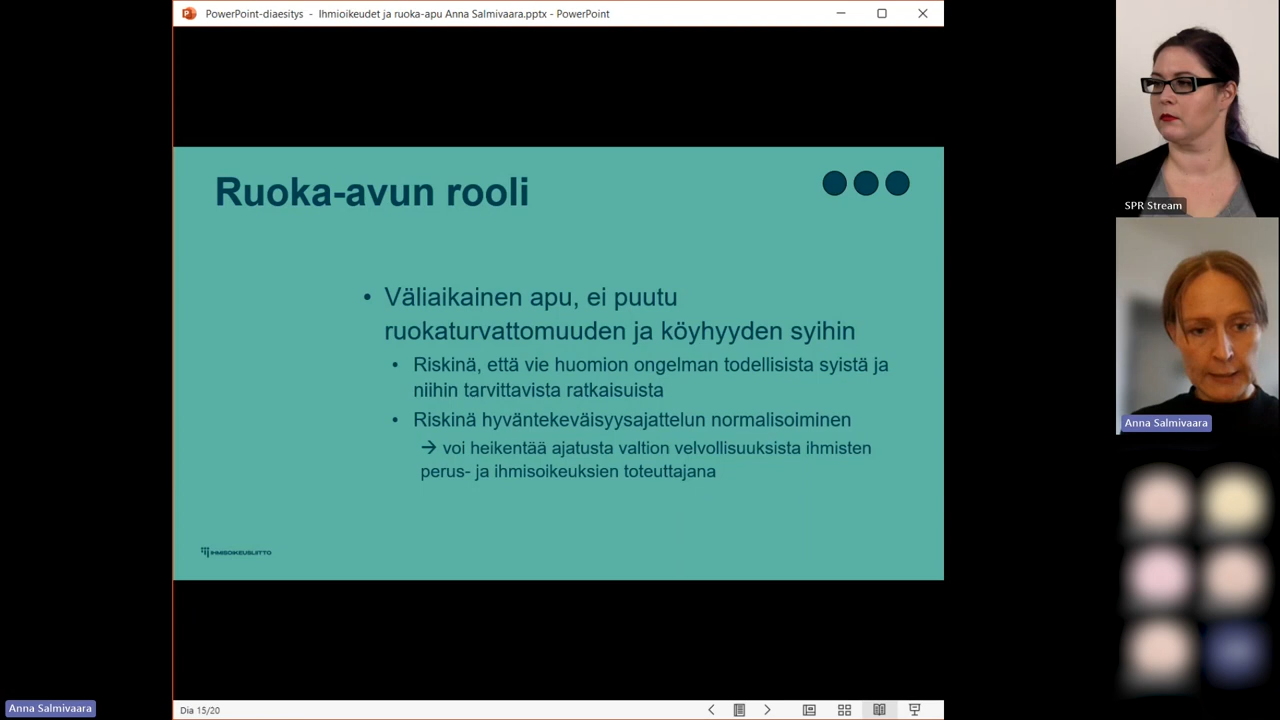 PowerPoint-diaesitys - Ihmioikeudet ja ruoka-apu Anna Salmivaara.pptx - PowerPoint
Ruoka-avun rooli
• Väliaikainen apu, ei puutu
ruokaturvattomuuden ja köyhyyden syihin
• Riskinä, että vie huomion ongelman todellisista syistä ja
niihin tarvittavista ratkaisuista
• Riskinä hyväntekeväisyysajattelun normalisoiminen
→ voi heikentää ajatusta valtion velvollisuuksista ihmisten
perus- ja ihmisoikeuksien toteuttajana
IHMISOIKEUSLIITTO
Dia 15/20
SPR Stream
Anna Salmivaara
Anna Salmivaara